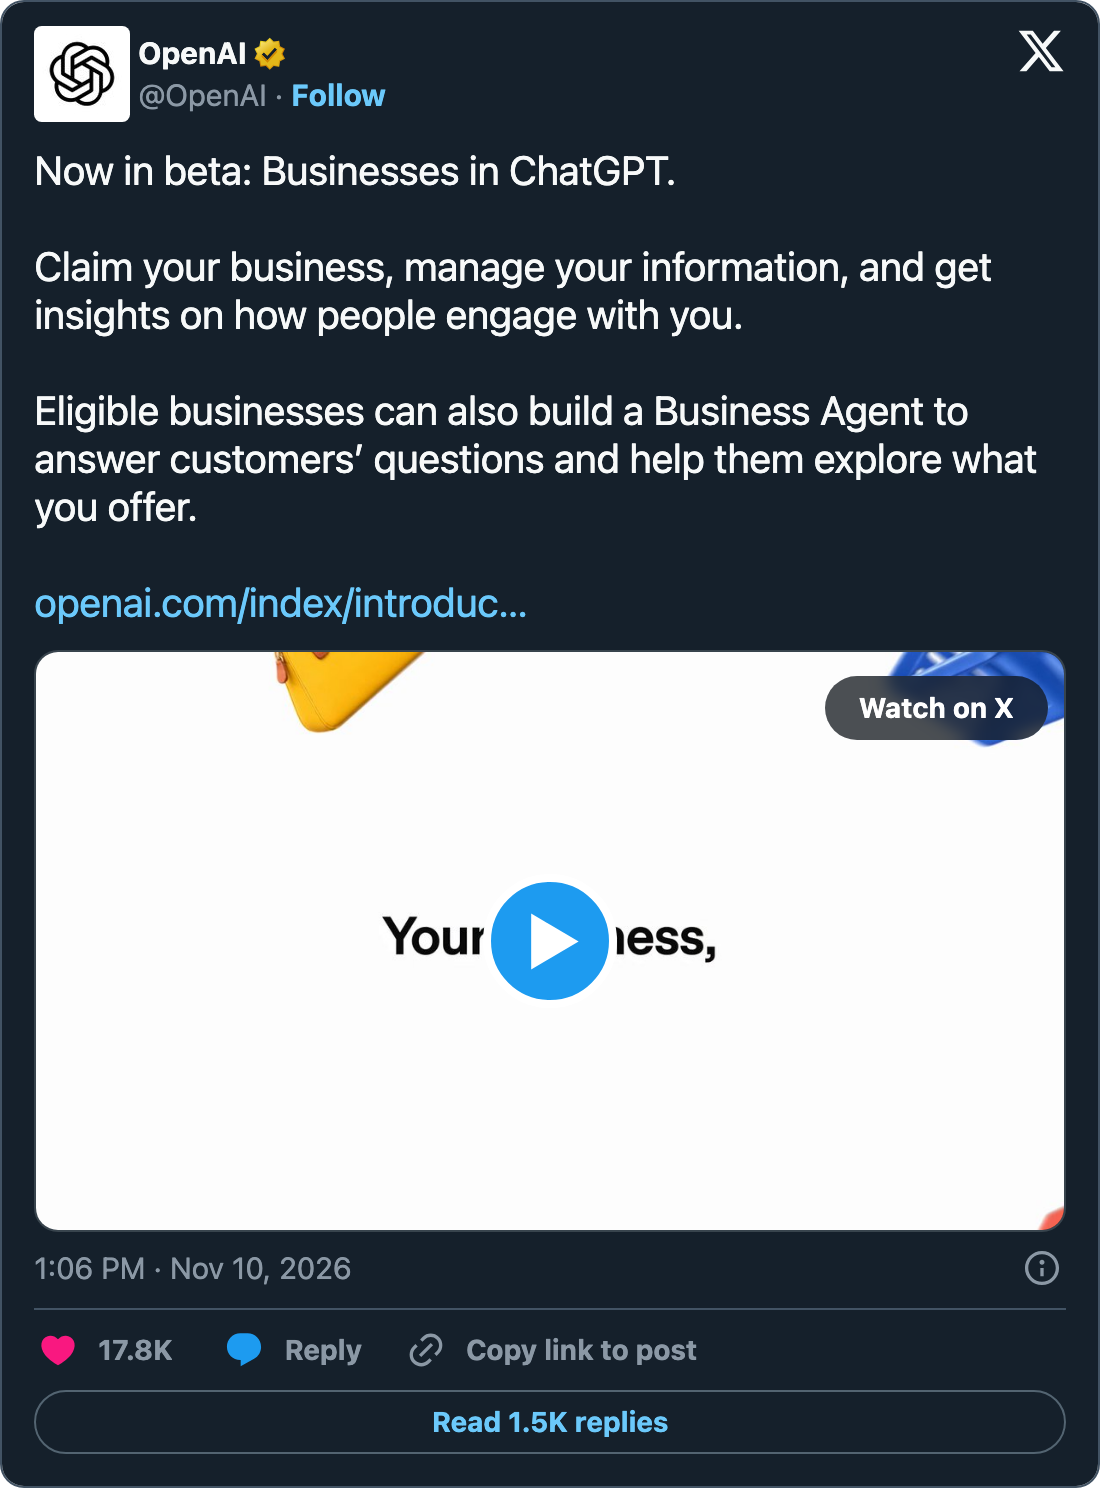 OpenAI
@OpenAI · Follow
X
Now in beta: Businesses in ChatGPT.
Claim your business, manage your information, and get
insights on how people engage with you.
Eligible businesses can also build a Business Agent to
answer customers’ questions and help them explore what
you offer.
openai.com/index/introduc...
Watch on X
Your ness,
1:06 PM · Nov 10, 2026
17.8K Reply Copy link to post
Read 1.5K replies